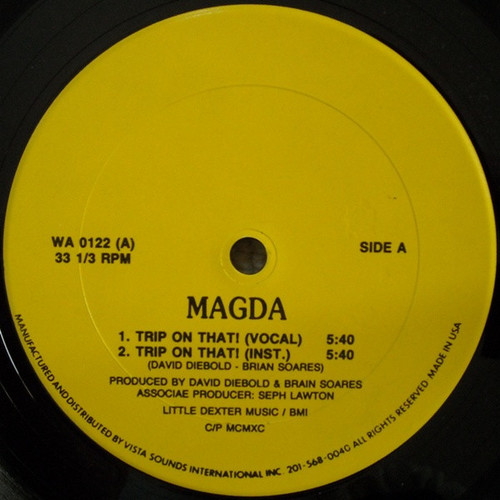 WA 0122 (A)
33 1/3 RPM
SIDE A
MAGDA
1. TRIP ON THAT! (VOCAL) 5:40
2. TRIP ON THAT! (INST.) 5:40
(DAVID DIEBOLD - BRIAN SOARES)
PRODUCED BY DAVID DIEBOLD & BRAIN SOARES
ASSOCIAE PRODUCER: SEPH LAWTON
LITTLE DEXTER MUSIC / BMI
C/P MCMXC
MANUFACTURED AND DISTRIBUTED BY VISTA SOUNDS INTERNATIONAL INC. 201-568-0040 ALL RIGHTS RESERVED MADE IN USA